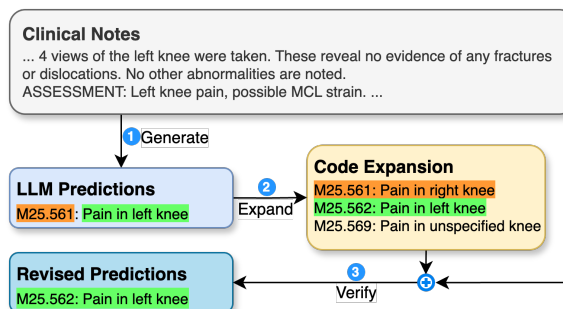 Clinical Notes
... 4 views of the left knee were taken. These reveal no evidence of any fractures
or dislocations. No other abnormalities are noted.
ASSESSMENT: Left knee pain, possible MCL strain. ...
1 Generate
LLM Predictions
M25.561: Pain in left knee
2
Expand
Code Expansion
M25.561: Pain in right knee
M25.562: Pain in left knee
M25.569: Pain in unspecified knee
Revised Predictions
M25.562: Pain in left knee
3
Verify